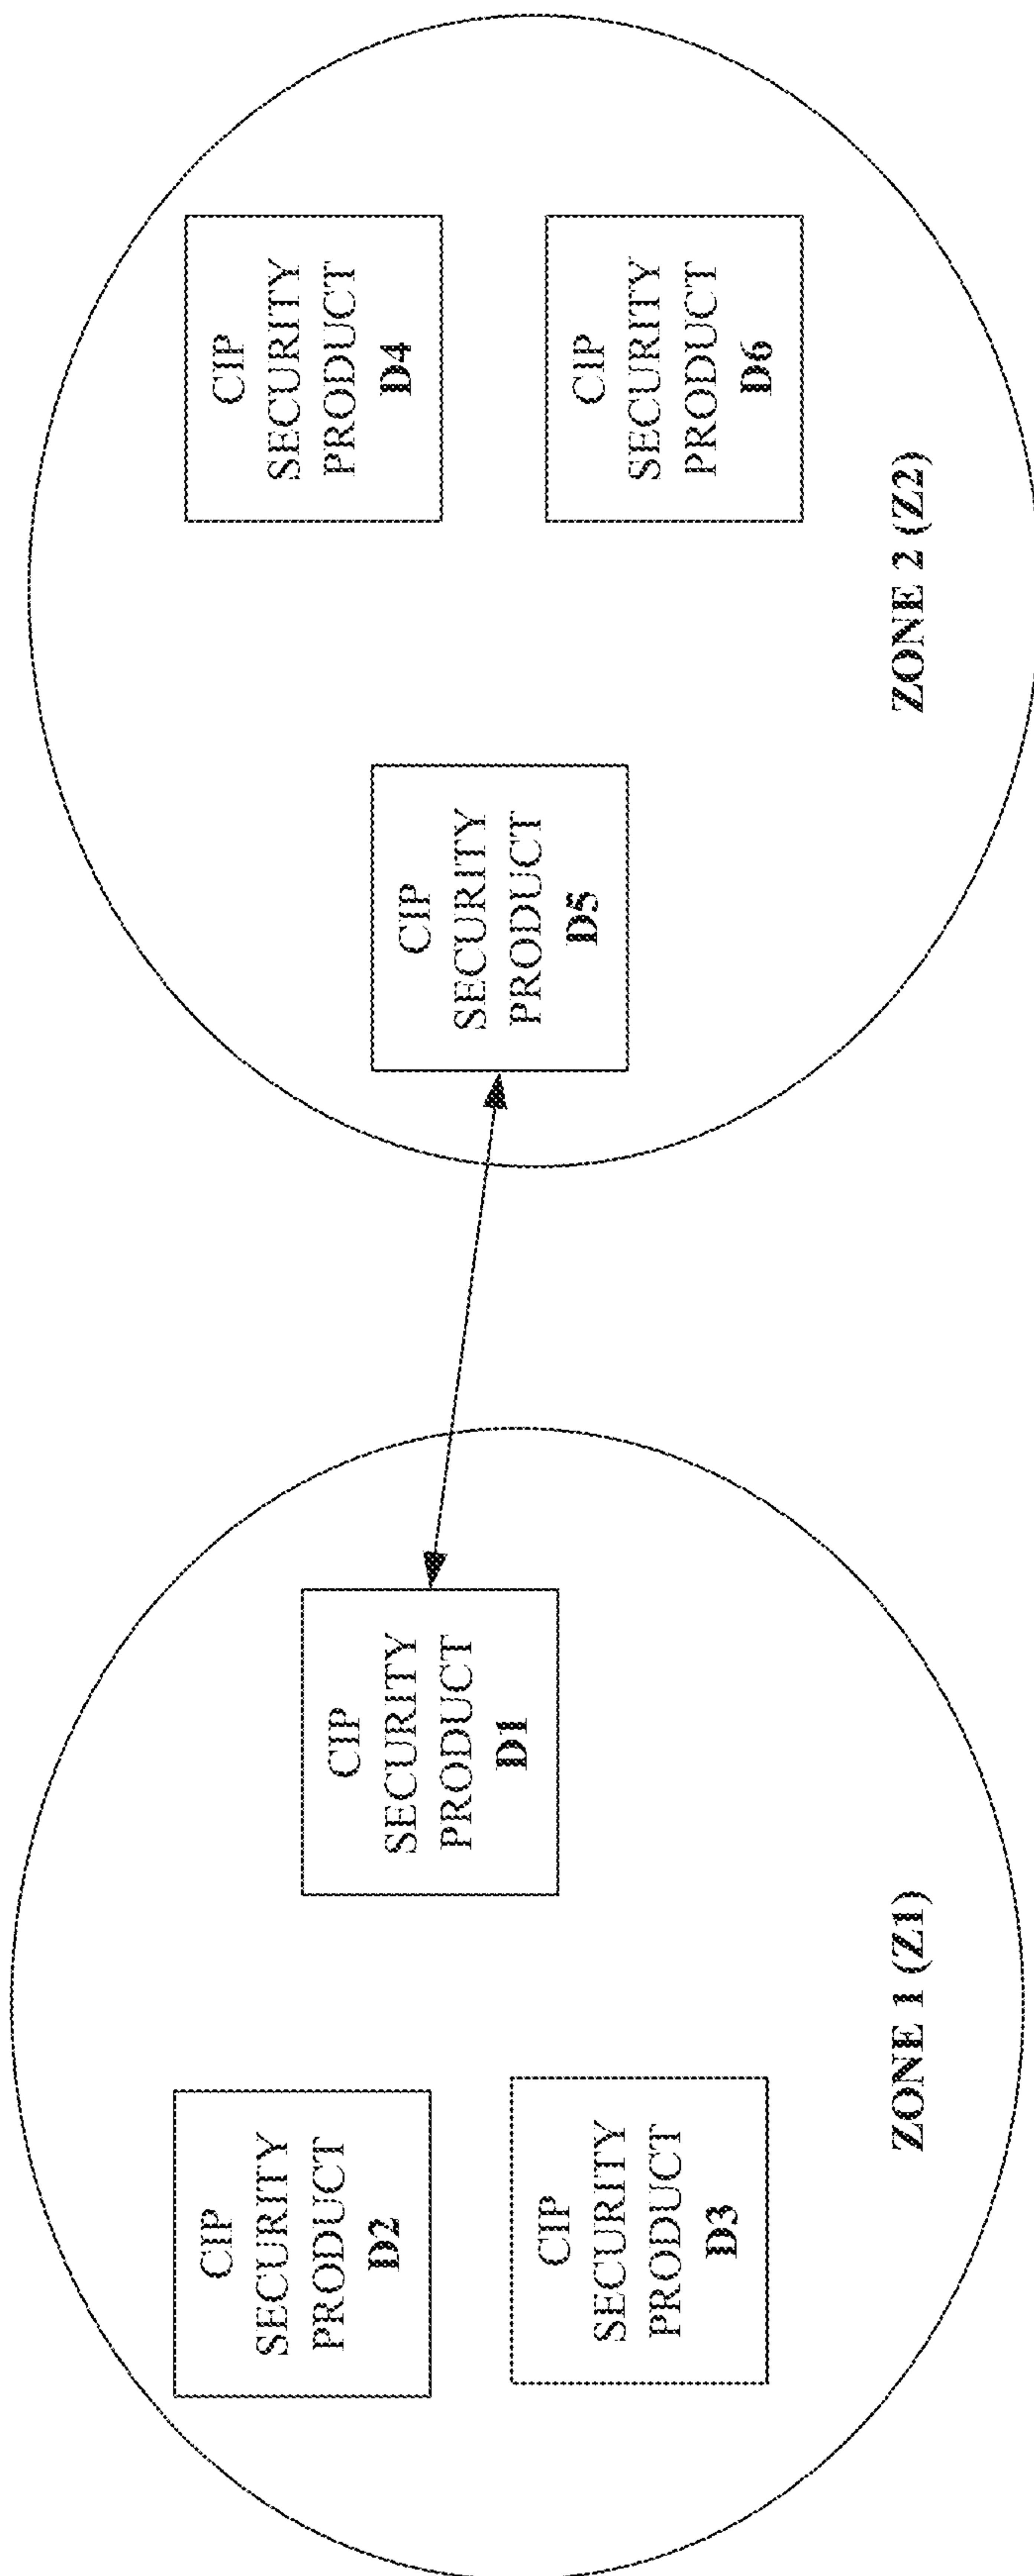 CIP
SECURITY
PRODUCT
D2
CIP
SECURITY
PRODUCT
D3
CIP
SECURITY
PRODUCT
D1
ZONE 1 (Z1)
CIP
SECURITY
PRODUCT
D5
CIP
SECURITY
PRODUCT
D4
CIP
SECURITY
PRODUCT
D6
ZONE 2 (Z2)